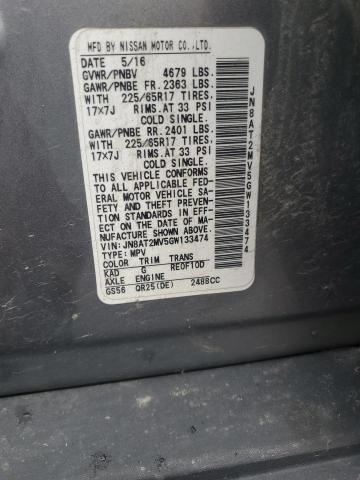 MFD BY NISSAN MOTOR CO.,LTD.
DATE 5/16
GVWR/PNBV 4679 LBS.
GAWR/PNBE FR. 2363 LBS.
WITH 225/65R17 TIRES,
17X7J RIMS.AT 33 PSI
COLD SINGLE.
GAWR/PNBE RR. 2401 LBS.
WITH 225/65R17 TIRES,
17X7J RIMS.AT 33 PSI
COLD SINGLE.
THIS VEHICLE CONFORMS
TO ALL APPLICABLE FED-
ERAL MOTOR VEHICLE SA-
FETY AND THEFT PREVEN-
TION STANDARDS IN EFF-
ECT ON THE DATE OF MA-
NUFACTURE SHOWN ABOVE.
VIN: JN8AT2MV5GW133474
TYPE: MPV
COLOR TRIM TRANS
KAD G RE0F10D
AXLE ENGINE
GS56 QR25(DE) 2488CC
JN8AT2MV5GW133474